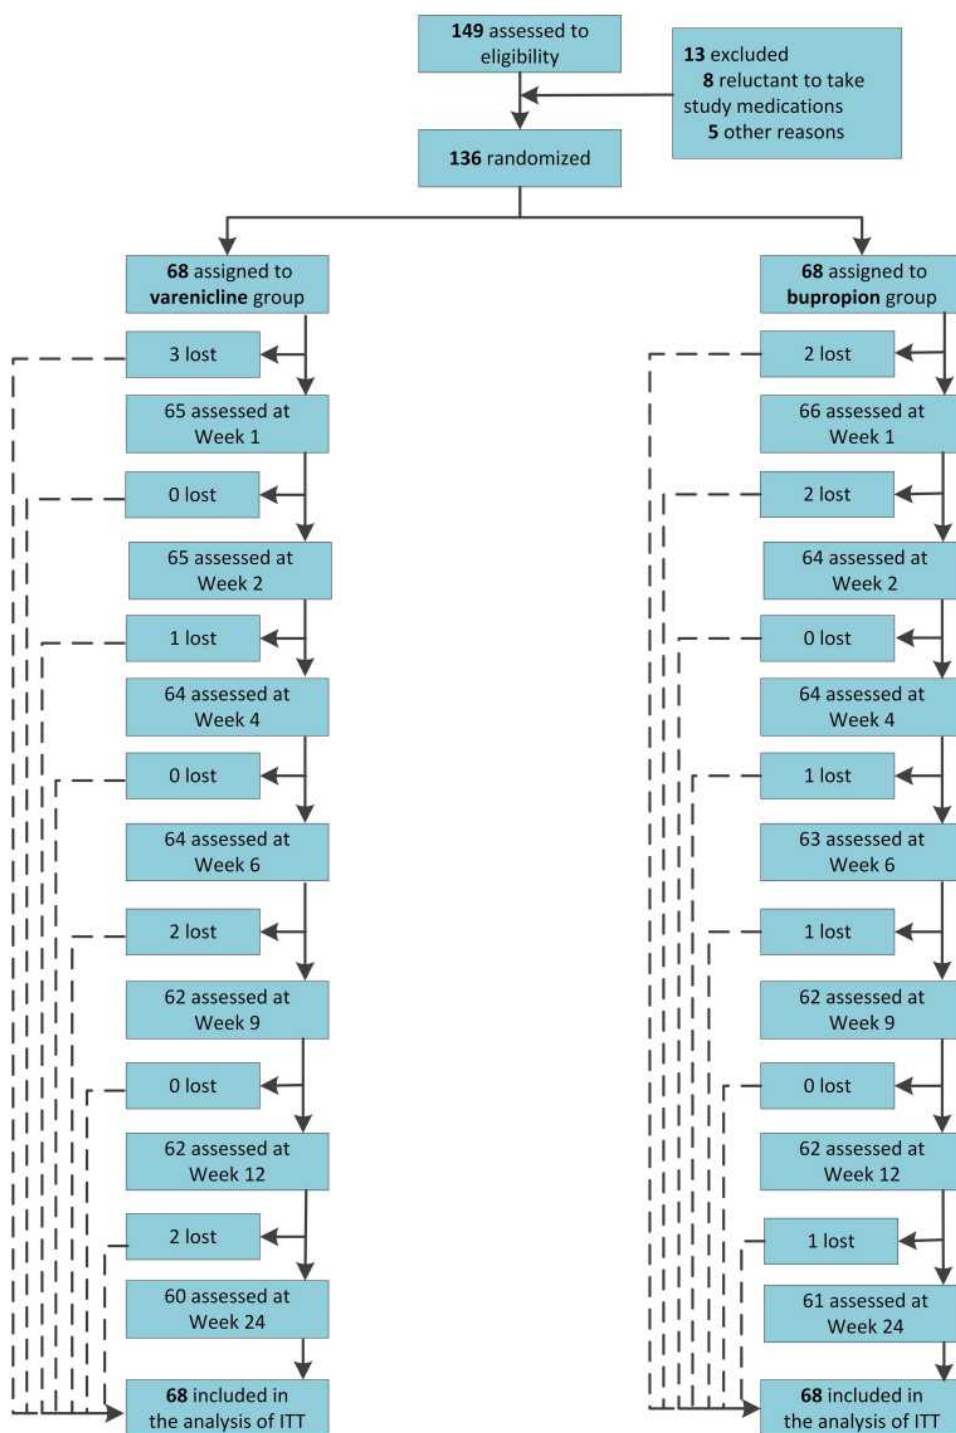 149 assessed to
eligibility
13 excluded
8 reluctant to take
study medications
5 other reasons
136 randomized
68 assigned to
varenicline group
3 lost
65 assessed at
Week 1
0 lost
65 assessed at
Week 2
1 lost
64 assessed at
Week 4
0 lost
64 assessed at
Week 6
2 lost
62 assessed at
Week 9
0 lost
62 assessed at
Week 12
2 lost
60 assessed at
Week 24
68 included in
the analysis of ITT
68 assigned to
bupropion group
2 lost
66 assessed at
Week 1
2 lost
64 assessed at
Week 2
0 lost
64 assessed at
Week 4
1 lost
63 assessed at
Week 6
1 lost
62 assessed at
Week 9
0 lost
62 assessed at
Week 12
1 lost
61 assessed at
Week 24
68 included in
the analysis of ITT